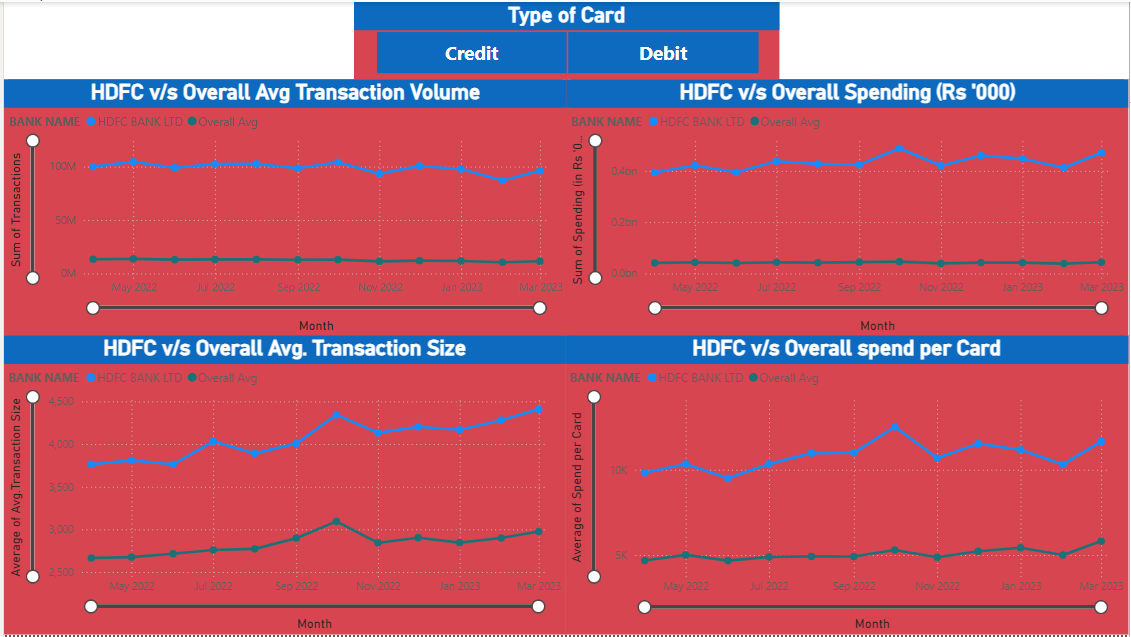 Type of Card
Credit Debit
HDFC v/s Overall Avg Transaction Volume
BANK NAME HDFC BANK LTD Overall Avg
Sum of Transactions
100M
50M
0M
May 2022 Jul 2022 Sep 2022 Nov 2022 Jan 2023 Mar 2023
Month
HDFC v/s Overall Spending (Rs '000)
BANK NAME HDFC BANK LTD Overall Avg
Sum of Spending (in Rs '0...
0.4bn
0.2bn
0.0bn
May 2022 Jul 2022 Sep 2022 Nov 2022 Jan 2023 Mar 2023
Month
HDFC v/s Overall Avg. Transaction Size
BANK NAME HDFC BANK LTD Overall Avg
Average of Avg.Transaction Size
4,500
4,000
3,500
3,000
2,500
May 2022 Jul 2022 Sep 2022 Nov 2022 Jan 2023 Mar 2023
Month
HDFC v/s Overall spend per Card
BANK NAME HDFC BANK LTD Overall Avg
Average of Spend per Card
10K
5K
May 2022 Jul 2022 Sep 2022 Nov 2022 Jan 2023 Mar 2023
Month